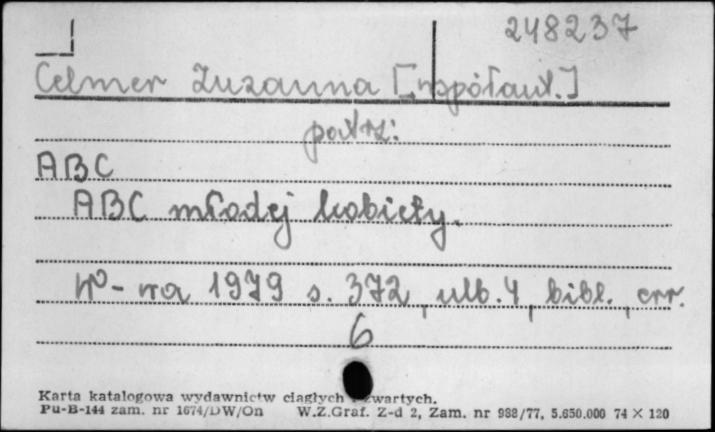 248237
Celmer Zuzanna [współaut.]
patrz:
ABC
ABC młodej kobiety.
W-wa 1979 s. 372, ulb. 4, bibl., err.
6
Karta katalogowa wydawnictw ciągłych i zwartych.
Pu-B-144 zam. nr 1674/DW/On W.Z.Graf. Z-d 2, Zam. nr 988/77, 5.650.000 74 × 120